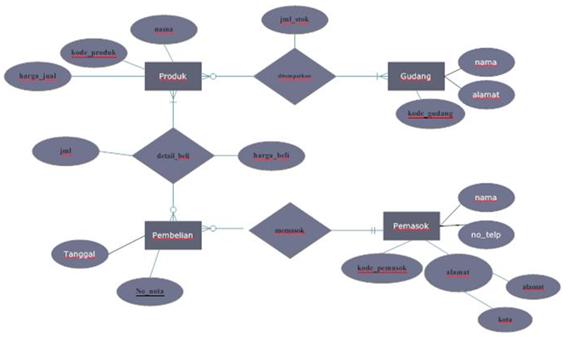 jml_stok
nama
kode_produk
harga_jual
Produk
ditempatkan
Gudang
nama
alamat
kode_gudang
jml
detail_beli
harga_beli
Pembelian
memasok
Pemasok
nama
no_telp
Tanggal
No_nota
kode_pemasok
alamat
alamat
kota